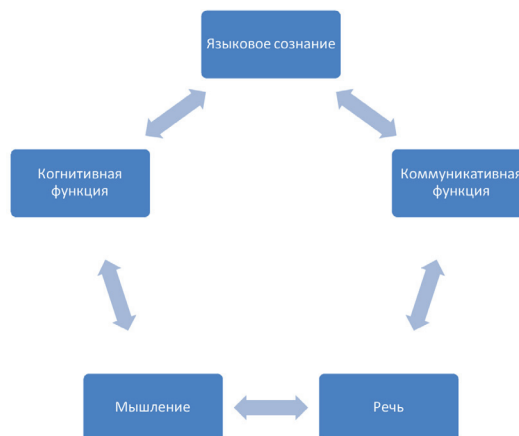 Языковое сознание
Когнитивная
функция
Коммуникативная
функция
Мышление
Речь